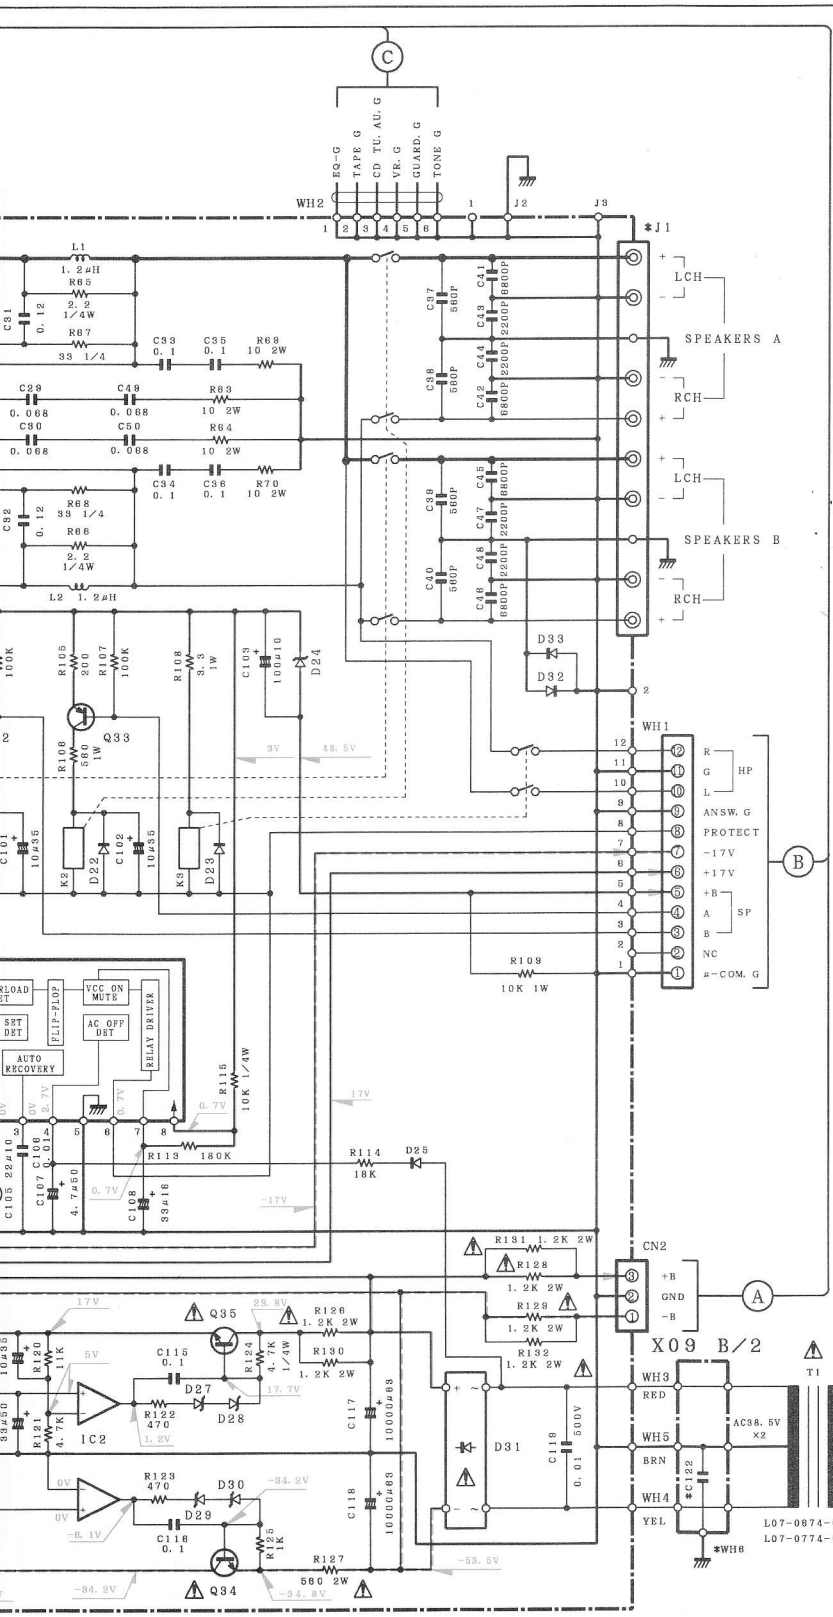 C
EQ-G
TAPE G
CD TU. AU. G
VR. G
GUARD. G
TONE G
WH2
1 2 3 4 5 6
1
J2
J3
*J1
L1
1. 2μH
R65
2. 2
1/4W
R67
33 1/4
C31
0. 12
C33
0. 1
C35
0. 1
R69
10 2W
C29
0. 068
C49
0. 068
R63
10 2W
C30
0. 068
C50
0. 068
R64
10 2W
C34
0. 1
C36
0. 1
R70
10 2W
C32
0. 12
R68
33 1/4
R66
2. 2
1/4W
L2 1. 2μH
C37
560P
C41
6800P
C43
2200P
C44
2200P
C38
560P
C42
6800P
C39
560P
C45
6800P
C47
2200P
C48
2200P
C40
560P
C46
6800P
+
LCH
-
SPEAKERS A
-
RCH
+
+
LCH
-
SPEAKERS B
-
RCH
+
D33
D32
2
100K
R105
200
R107
100K
R108
3. 3
1W
C103
100μ10
D24
Q33
560
1W
3V
48. 5V
C101
10μ35
K2
D22
C102
10μ35
K3
D23
WH1
12 ⑫ R
11 ⑪ G HP
10 ⑩ L
9 ⑨ ANSW. G
8 ⑧ PROTECT
7 ⑦ -17V
6 ⑥ +17V
5 ⑤ +B
4 ④ A SP
3 ③ B
2 ② NC
1 ① μ-COM. G
B
R109
10K 1W
RLOAD
ET
FLIP-FLOP
VCC ON
MUTE
SET
DET
AC OFF
DET
RELAY DRIVER
AUTO
RECOVERY
0V
0V
2. 7V
0. 7V
3 4 5 6 7 8
R115
10K 1/4W
0. 7V
17V
R113 180K
C105 22μ10
C106
0. 01
C107
4. 7μ50
0. 7V
C108
33μ16
R114
18K
D25
-17V
R131 1. 2K 2W
R128
1. 2K 2W
R129
1. 2K 2W
R132
1. 2K 2W
CN2
③ +B
② GND
① -B
A
X09 B/2
17V
Q35
29. 8V
R126
1. 2K 2W
R130
1. 2K 2W
10μ35
R120
11K
5V
C115
0. 1
R124
4. 7K
1/4W
17. 7V
D27
D28
R122
470
33μ50
R121
4. 7K
IC2
1. 2V
C117
10000μ63
D31
C119
0. 01 500V
WH3
RED
WH5
BRN
WH4
YEL
AC38. 5V
×2
*C122
*WH6
T1
L07-0674-
L07-0774-
0V
0V
R123
470
D30
D29
-34. 2V
-6. 1V
C116
0. 1
R125
1K
C118
10000μ63
-34. 2V
Q34
-34. 8V
R127
560 2W
-53. 5V